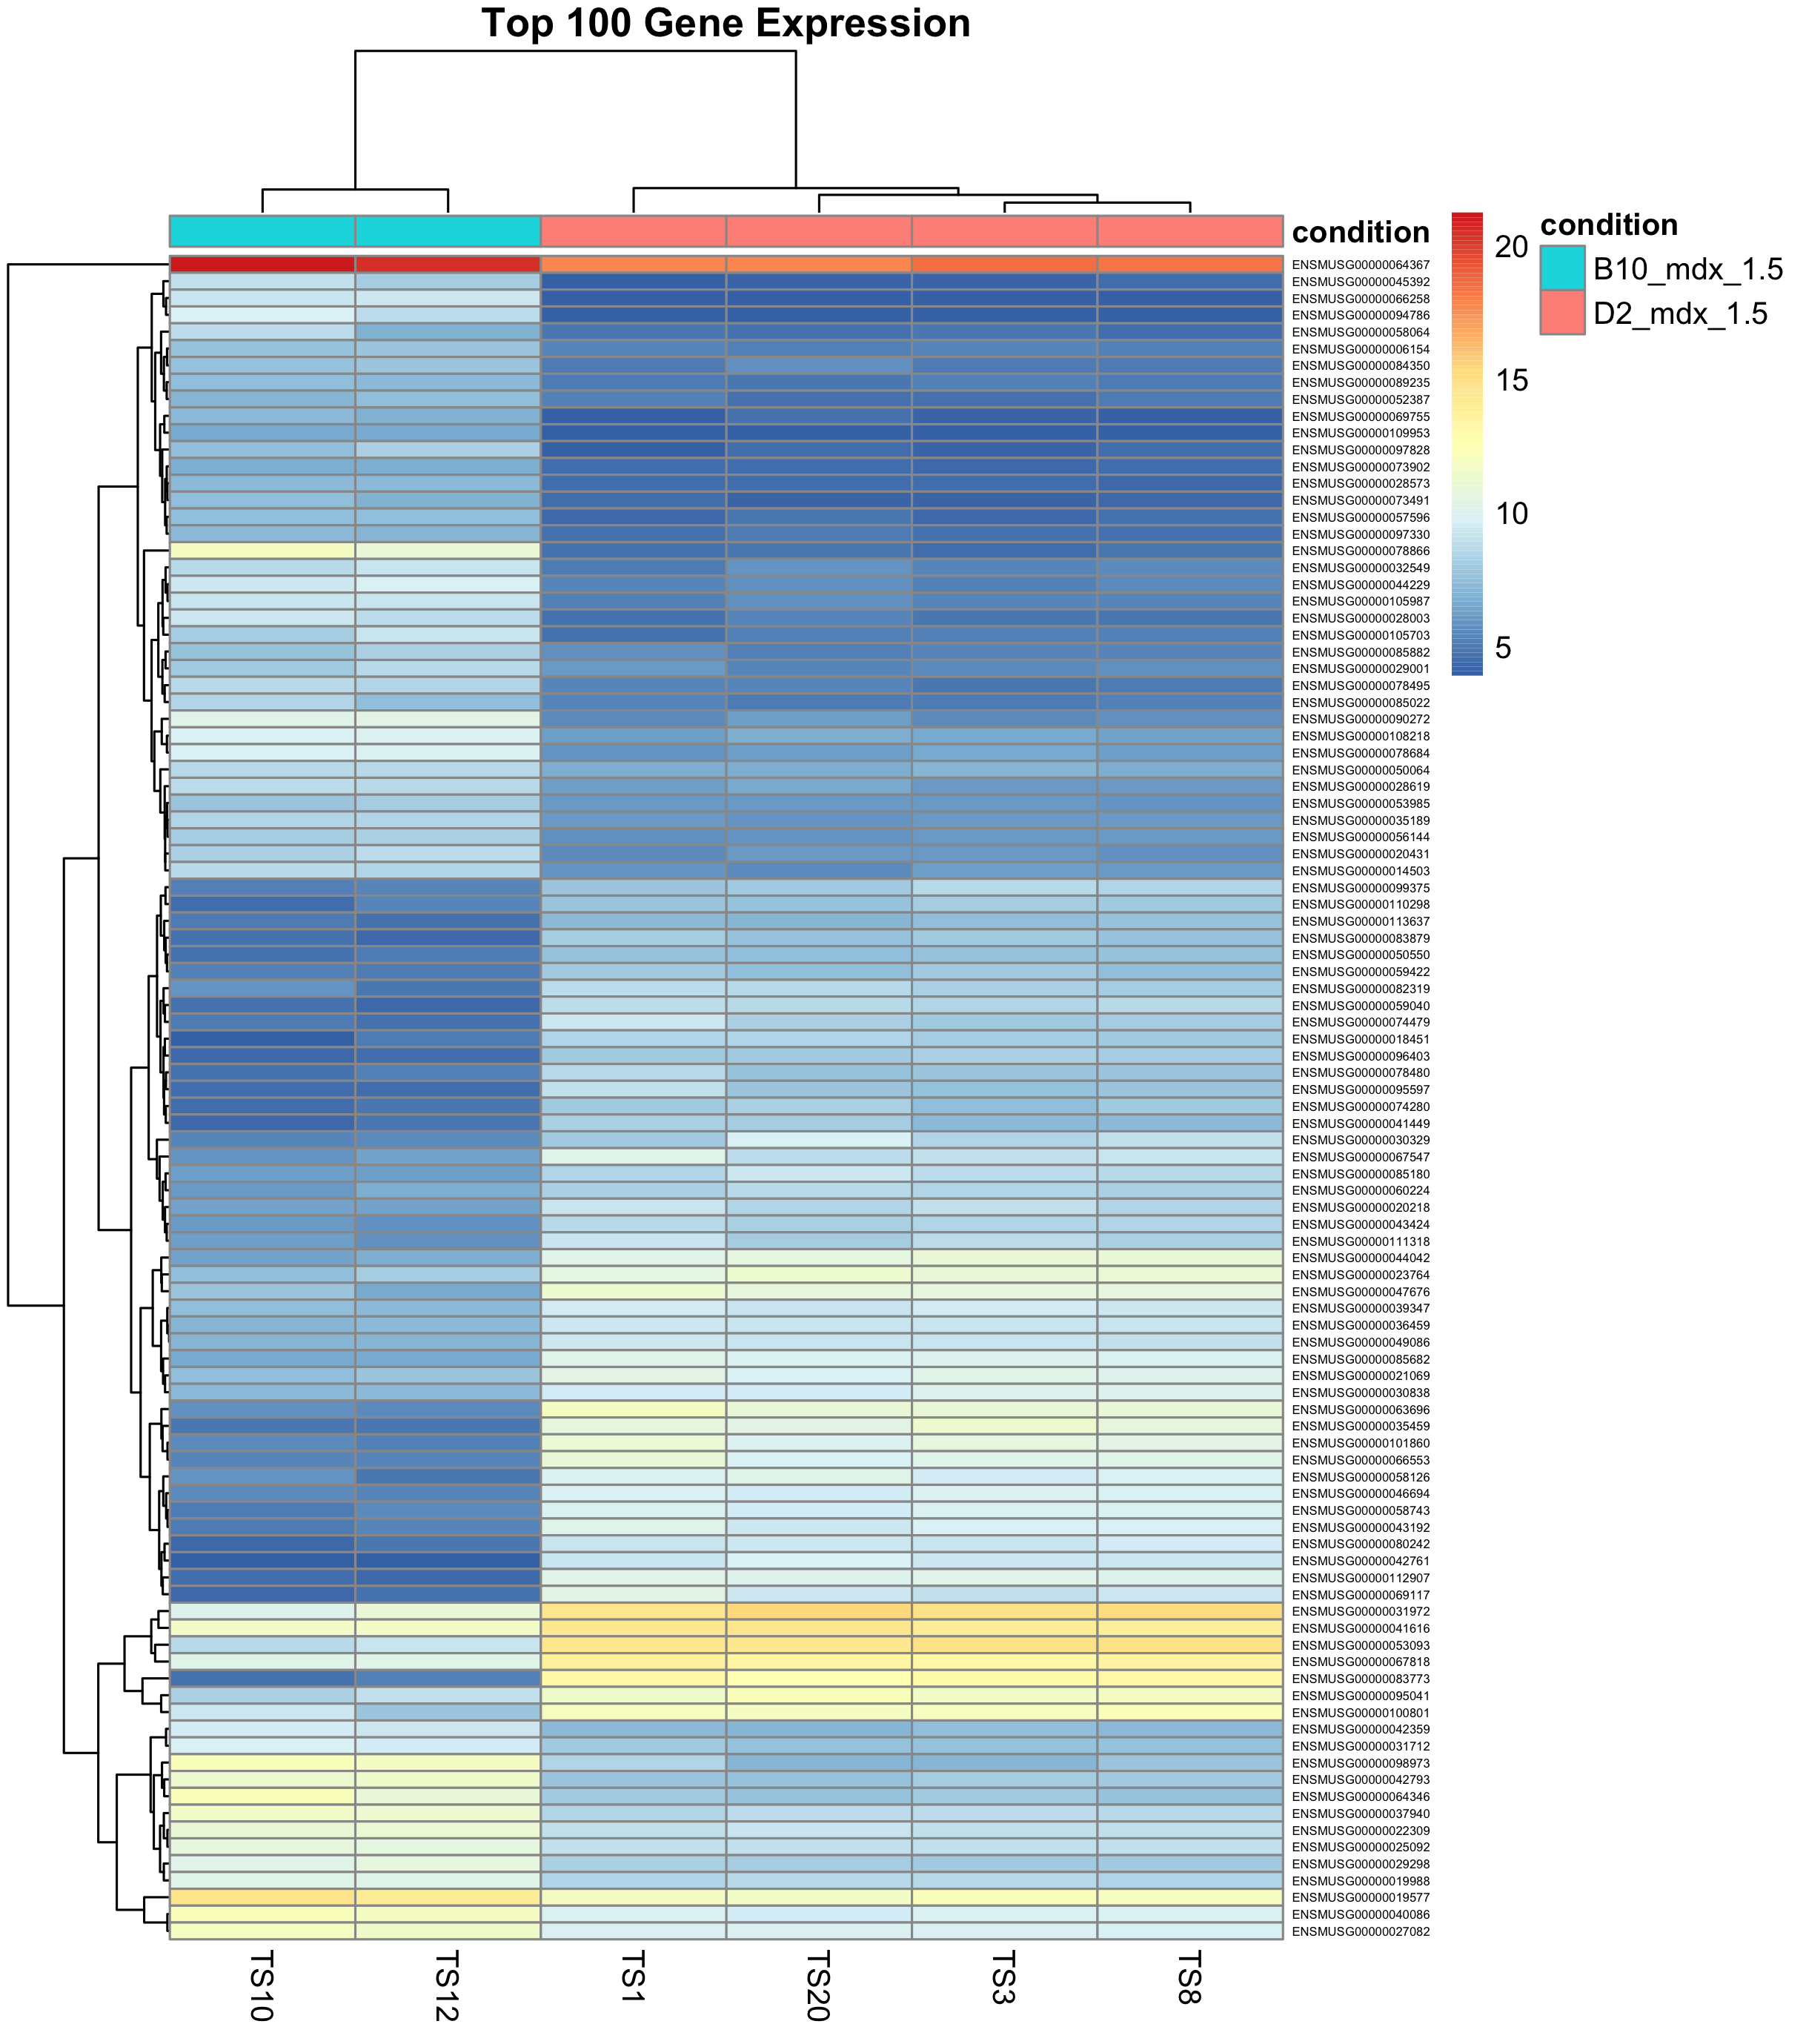 Top 100 Gene Expression
condition
20
15
10
5
condition
B10_mdx_1.5
D2_mdx_1.5
ENSMUSG00000064367
ENSMUSG00000045392
ENSMUSG00000066258
ENSMUSG00000094786
ENSMUSG00000058064
ENSMUSG00000006154
ENSMUSG00000084350
ENSMUSG00000089235
ENSMUSG00000052387
ENSMUSG00000069755
ENSMUSG00000109953
ENSMUSG00000097828
ENSMUSG00000073902
ENSMUSG00000028573
ENSMUSG00000073491
ENSMUSG00000057596
ENSMUSG00000097330
ENSMUSG00000078866
ENSMUSG00000032549
ENSMUSG00000044229
ENSMUSG00000105987
ENSMUSG00000028003
ENSMUSG00000105703
ENSMUSG00000085882
ENSMUSG00000029001
ENSMUSG00000078495
ENSMUSG00000085022
ENSMUSG00000090272
ENSMUSG00000108218
ENSMUSG00000078684
ENSMUSG00000050064
ENSMUSG00000028619
ENSMUSG00000053985
ENSMUSG00000035189
ENSMUSG00000056144
ENSMUSG00000020431
ENSMUSG00000014503
ENSMUSG00000099375
ENSMUSG00000110298
ENSMUSG00000113637
ENSMUSG00000083879
ENSMUSG00000050550
ENSMUSG00000059422
ENSMUSG00000082319
ENSMUSG00000059040
ENSMUSG00000074479
ENSMUSG00000018451
ENSMUSG00000096403
ENSMUSG00000078480
ENSMUSG00000095597
ENSMUSG00000074280
ENSMUSG00000041449
ENSMUSG00000030329
ENSMUSG00000067547
ENSMUSG00000085180
ENSMUSG00000060224
ENSMUSG00000020218
ENSMUSG00000043424
ENSMUSG00000111318
ENSMUSG00000044042
ENSMUSG00000023764
ENSMUSG00000047676
ENSMUSG00000039347
ENSMUSG00000036459
ENSMUSG00000049086
ENSMUSG00000085682
ENSMUSG00000021069
ENSMUSG00000030838
ENSMUSG00000063696
ENSMUSG00000035459
ENSMUSG00000101860
ENSMUSG00000066553
ENSMUSG00000058126
ENSMUSG00000046694
ENSMUSG00000058743
ENSMUSG00000043192
ENSMUSG00000080242
ENSMUSG00000042761
ENSMUSG00000112907
ENSMUSG00000069117
ENSMUSG00000031972
ENSMUSG00000041616
ENSMUSG00000053093
ENSMUSG00000067818
ENSMUSG00000083773
ENSMUSG00000095041
ENSMUSG00000100801
ENSMUSG00000042359
ENSMUSG00000031712
ENSMUSG00000098973
ENSMUSG00000042793
ENSMUSG00000064346
ENSMUSG00000037940
ENSMUSG00000022309
ENSMUSG00000025092
ENSMUSG00000029298
ENSMUSG00000019988
ENSMUSG00000019577
ENSMUSG00000040086
ENSMUSG00000027082
TS10
TS12
TS1
TS20
TS3
TS8